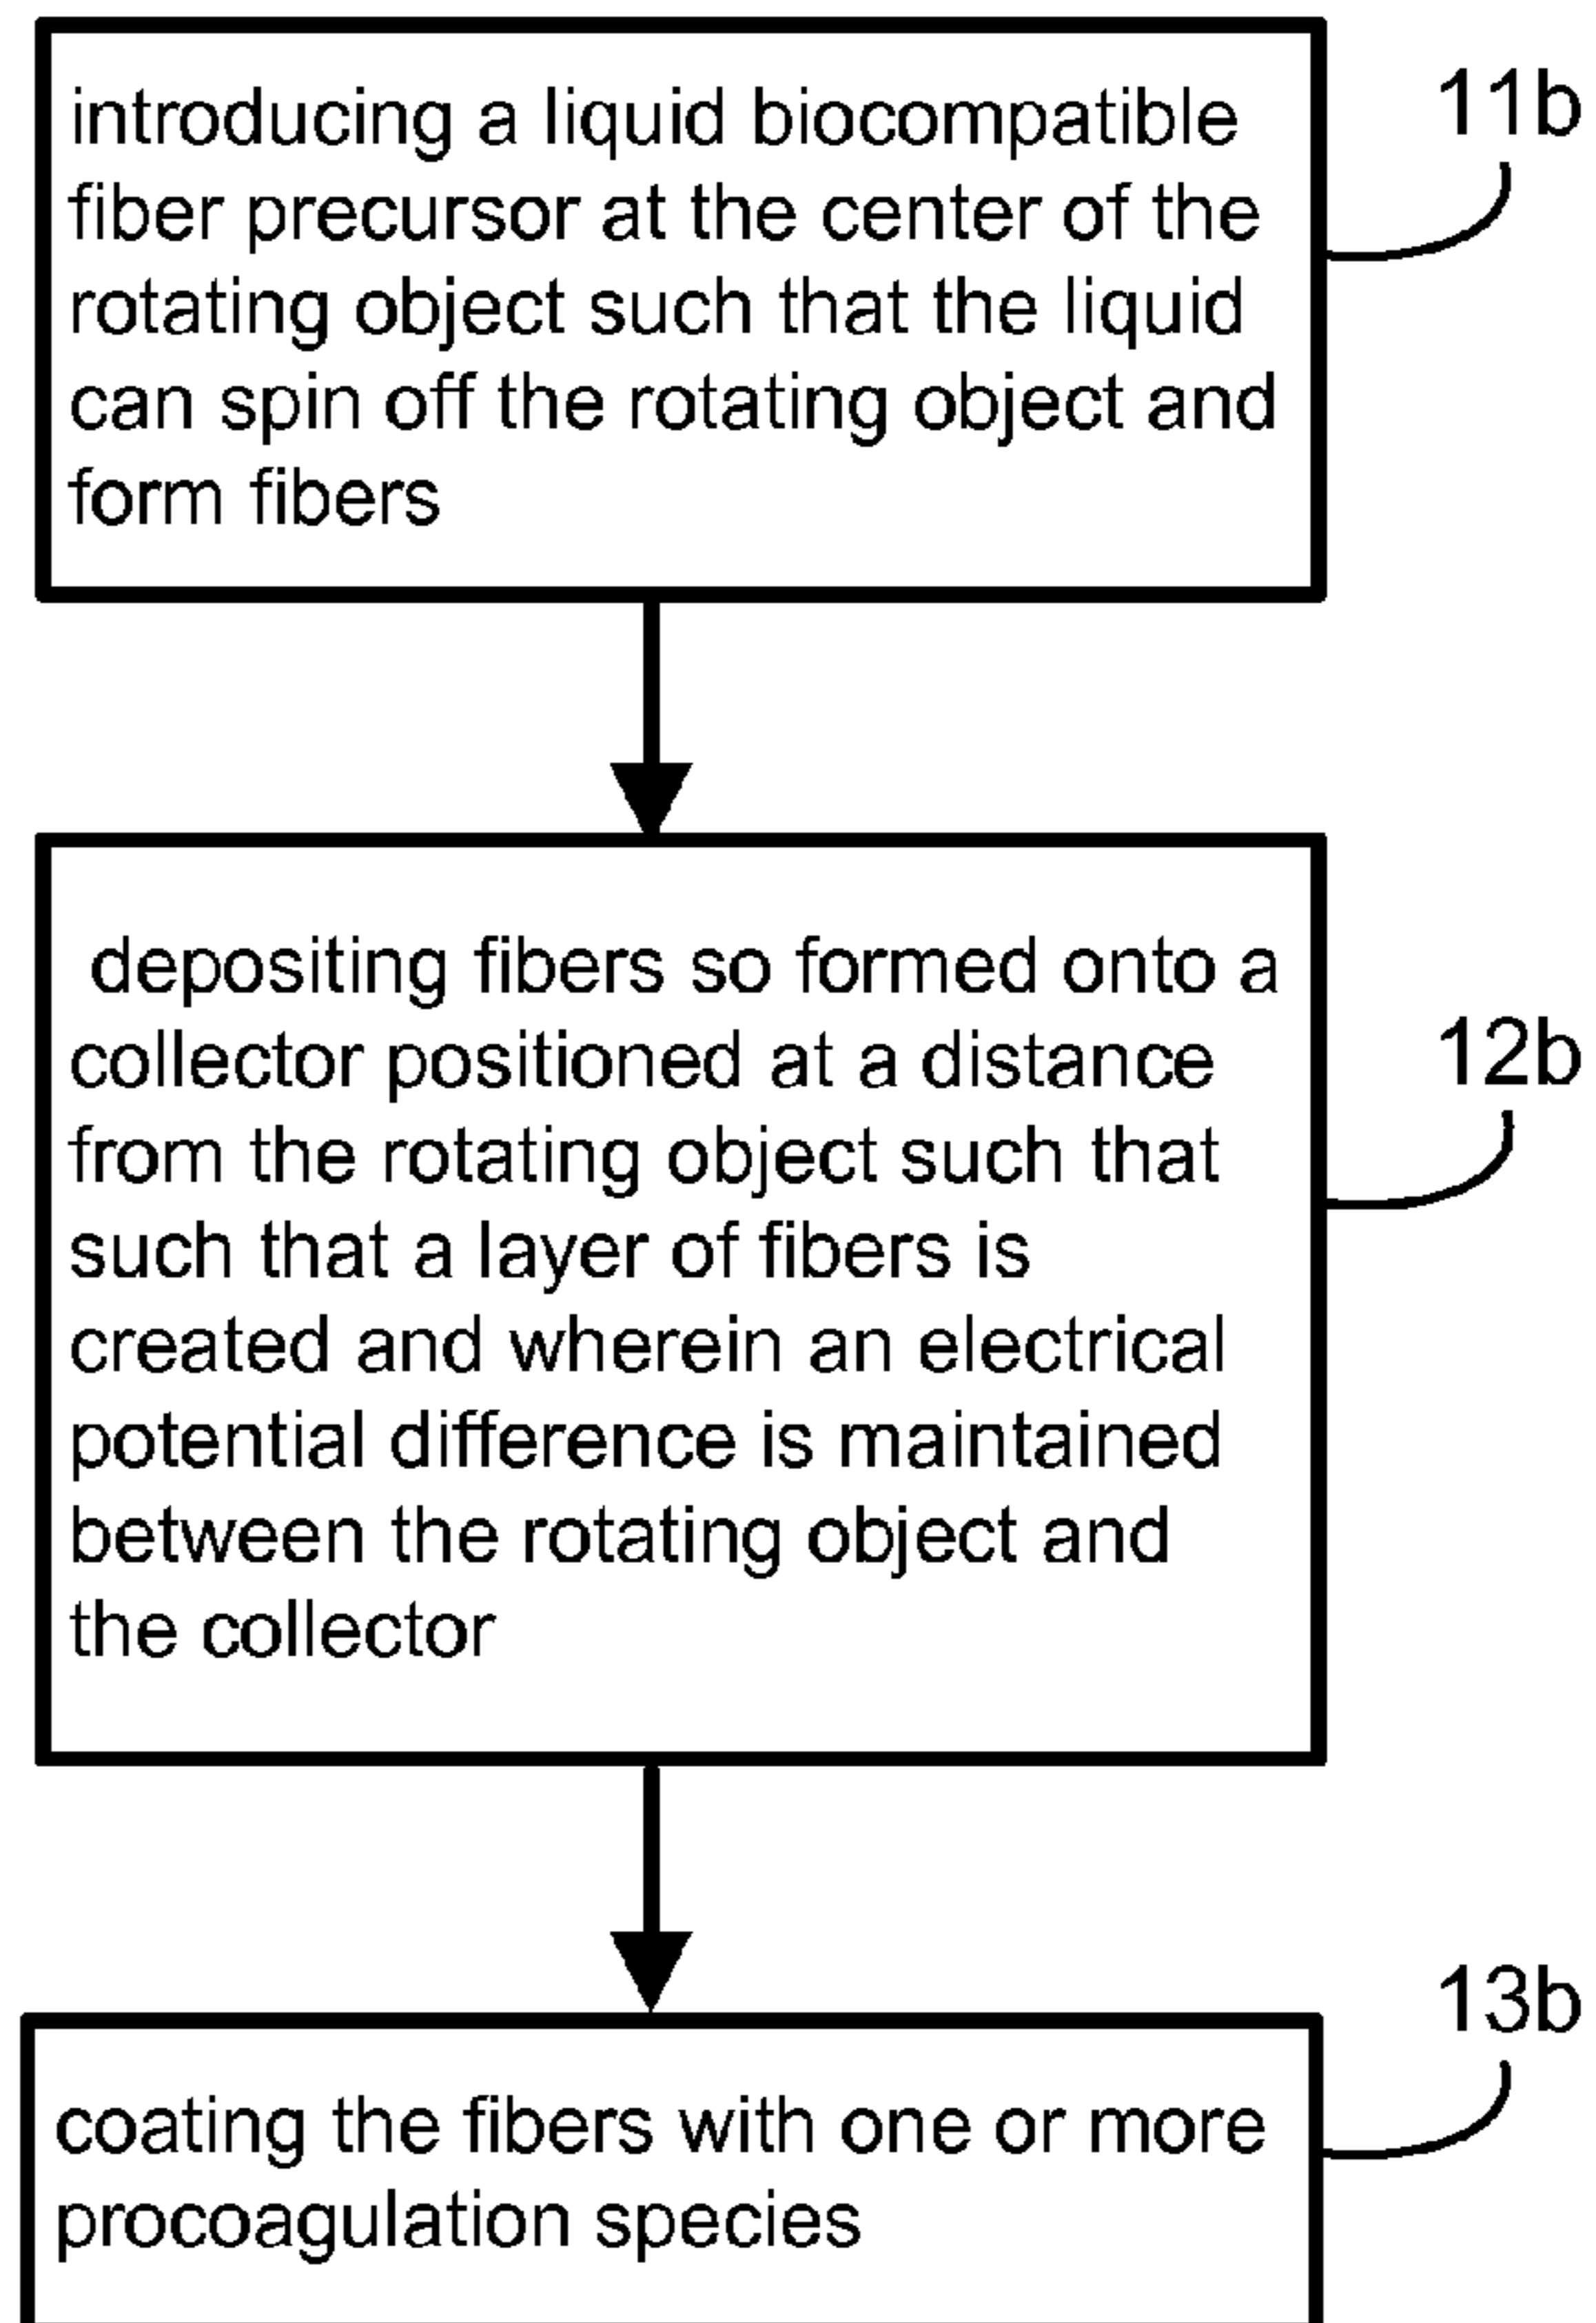 introducing a liquid biocompatible
fiber precursor at the center of the
rotating object such that the liquid
can spin off the rotating object and
form fibers
11b
depositing fibers so formed onto a
collector positioned at a distance
from the rotating object such that
such that a layer of fibers is
created and wherein an electrical
potential difference is maintained
between the rotating object and
the collector
12b
coating the fibers with one or more
procoagulation species
13b